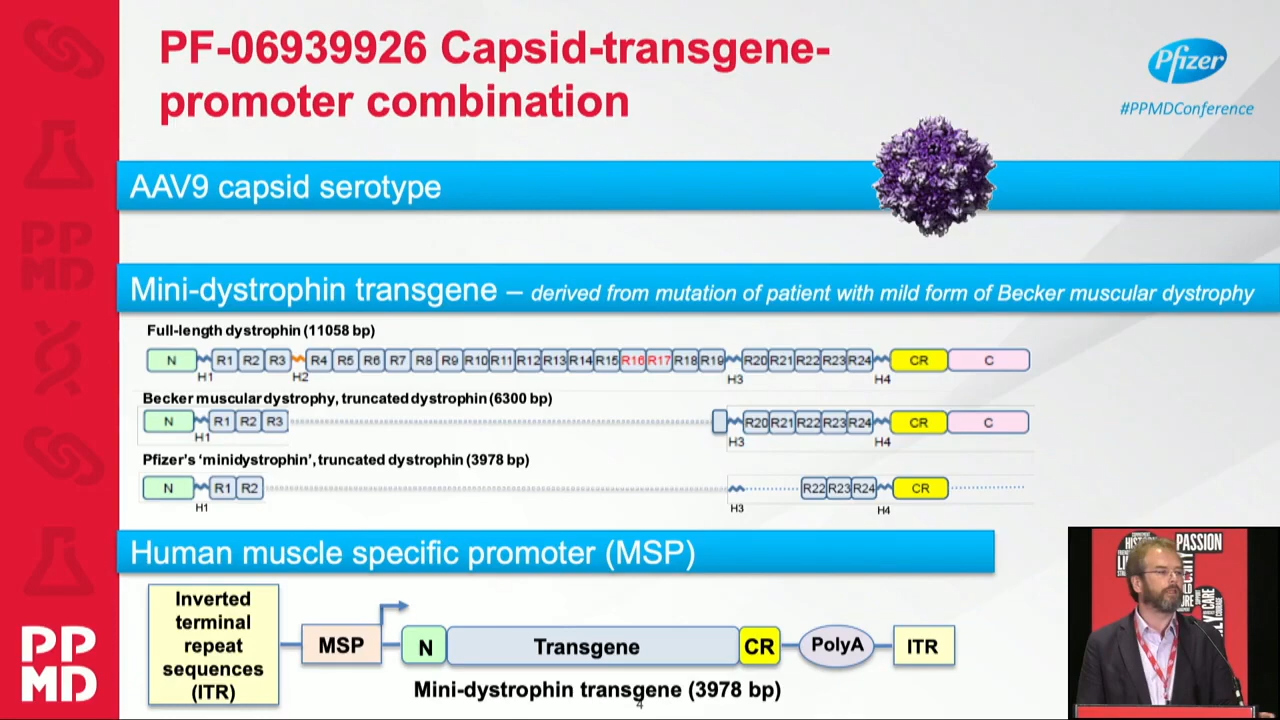 PF-06939926 Capsid-transgene-
promoter combination
Pfizer
#PPMDConference
AAV9 capsid serotype
Mini-dystrophin transgene – derived from mutation of patient with mild form of Becker muscular dystrophy
Full-length dystrophin (11058 bp)
N R1 R2 R3 R4 R5 R6 R7 R8 R9 R10 R11 R12 R13 R14 R15 R16 R17 R18 R19 R20 R21 R22 R23 R24 CR C
H1 H2 H3 H4
Becker muscular dystrophy, truncated dystrophin (6300 bp)
N R1 R2 R3 R20 R21 R22 R23 R24 CR C
H1 H3 H4
Pfizer's 'minidystrophin', truncated dystrophin (3978 bp)
N R1 R2 R22 R23 R24 CR
H1 H3 H4
Human muscle specific promoter (MSP)
Inverted
terminal
repeat
sequences
(ITR)
MSP N Transgene CR PolyA ITR
Mini-dystrophin transgene (3978 bp)
4
PP
MD
PP
MD
PASSION